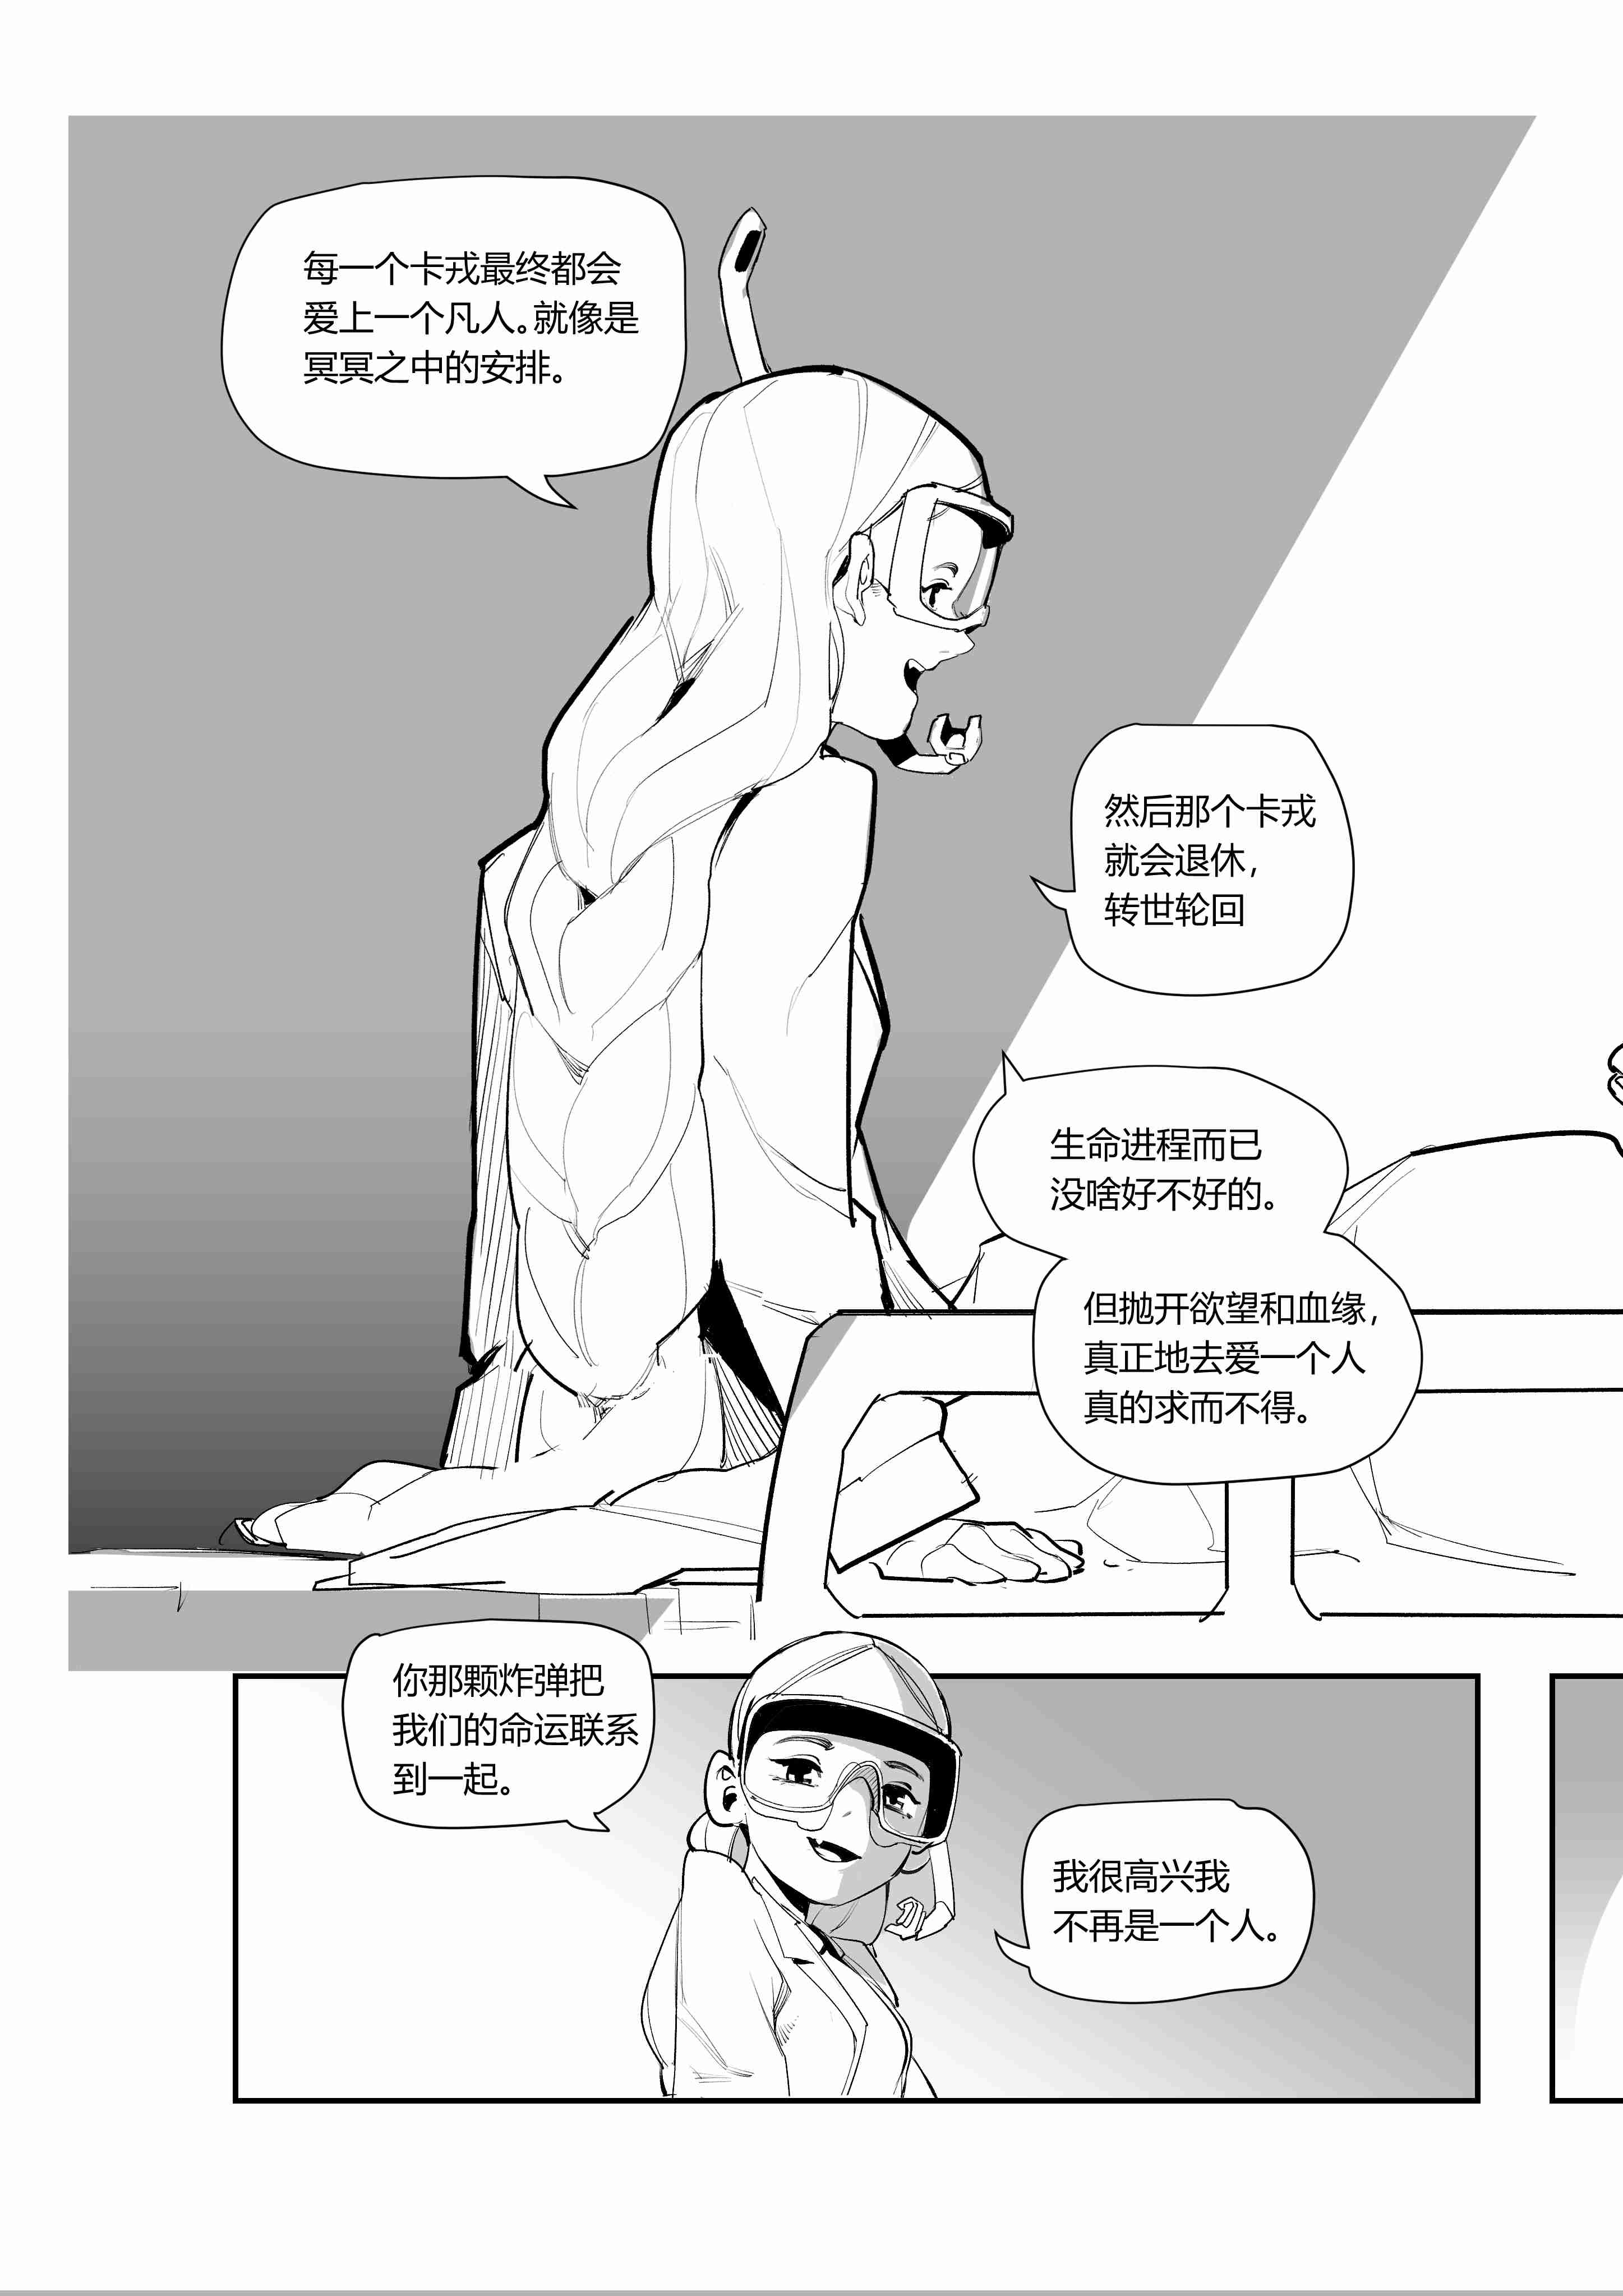 每一个卡戎最终都会
爱上一个凡人。就像是
冥冥之中的安排。
然后那个卡戎
就会退休，
转世轮回
生命进程而已
没啥好不好的。
但抛开欲望和血缘，
真正地去爱一个人
真的求而不得。
你那颗炸弹把
我们的命运联系
到一起。
我很高兴我
不再是一个人。